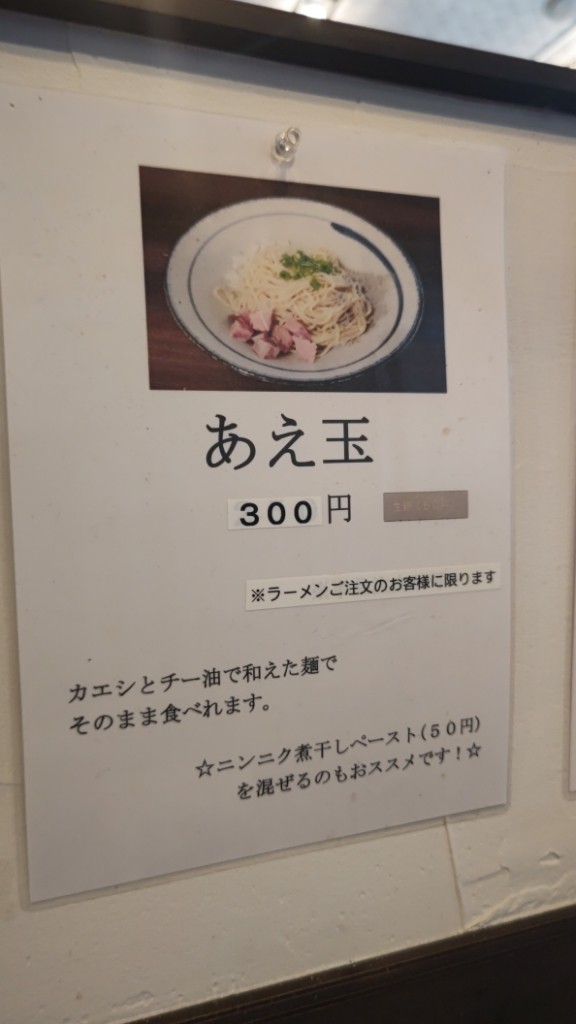 あえ玉
300円
※ラーメンご注文のお客様に限ります
カエシとチー油で和えた麺で
そのまま食べれます。
☆ニンニク煮干しペースト(50円)
を混ぜるのもおススメです！☆